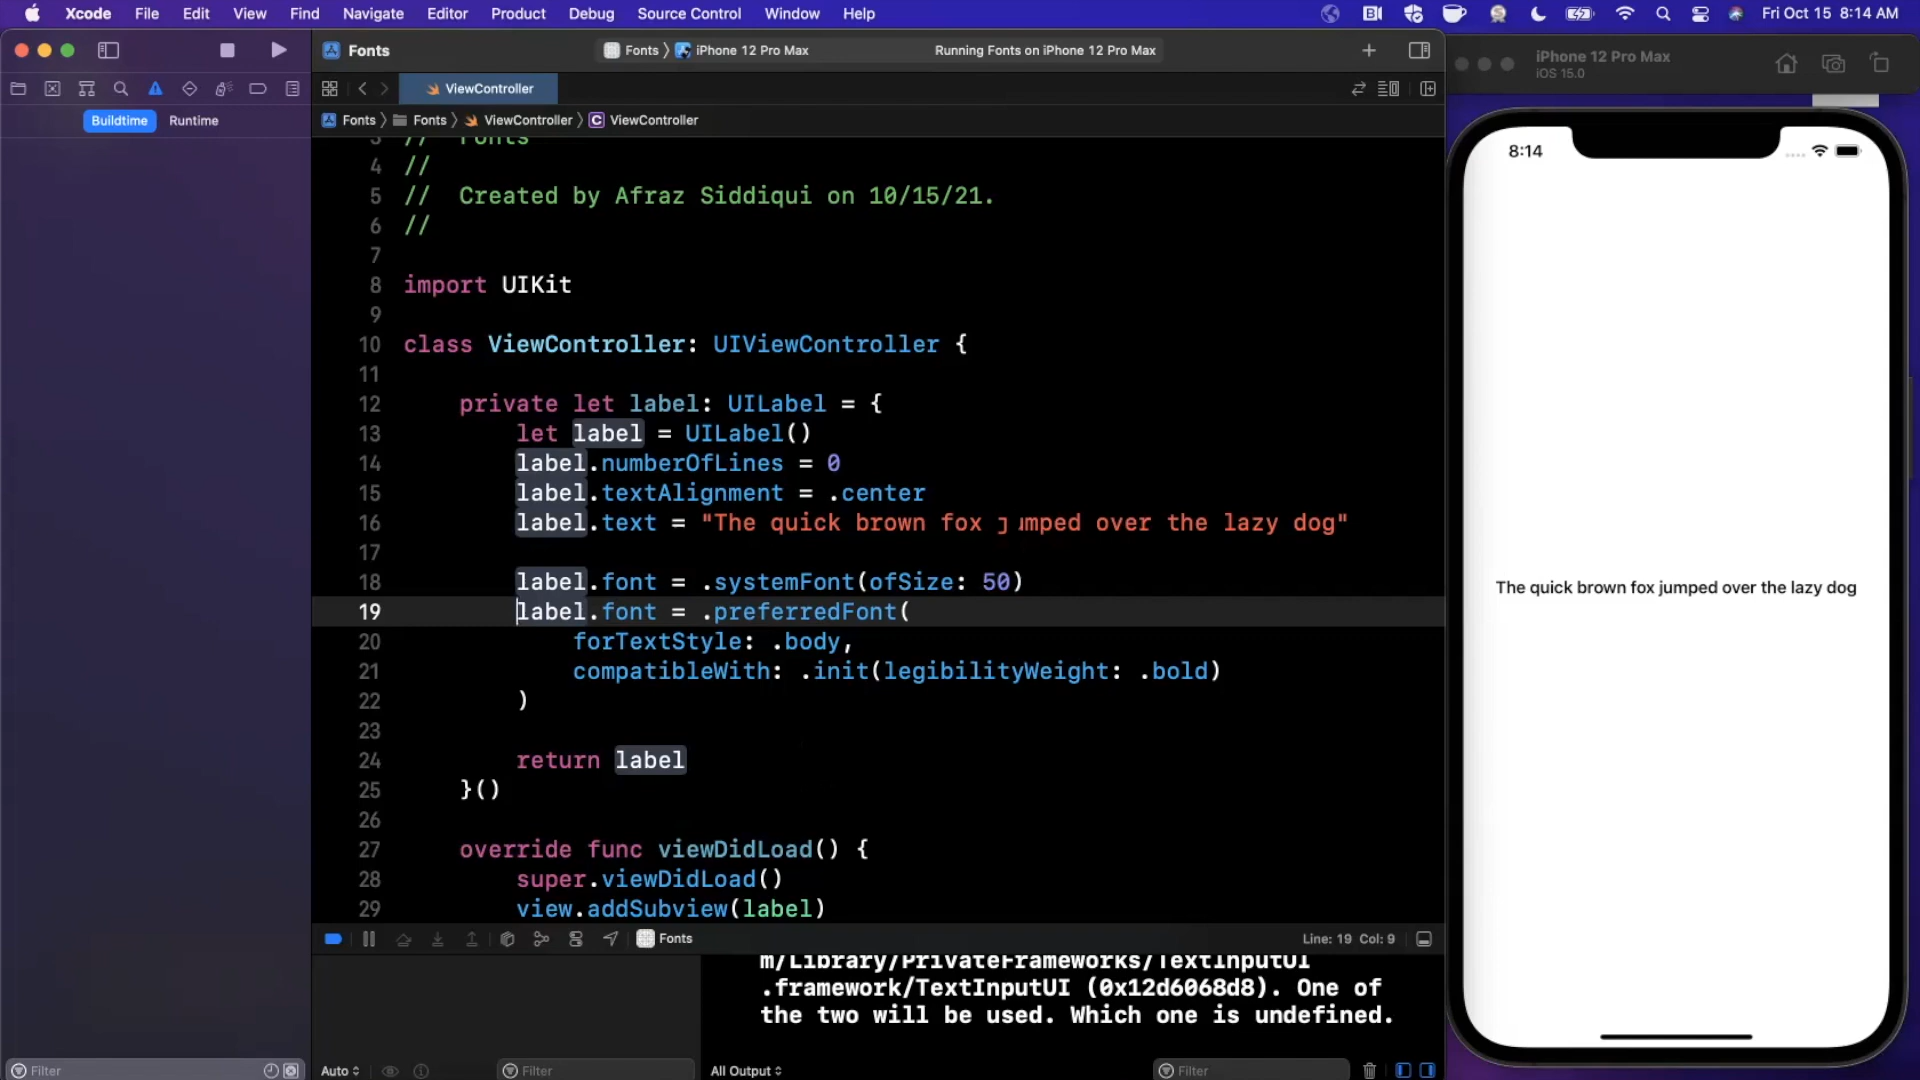 Xcode File Edit View Find Navigate Editor Product Debug Source Control Window Help
Fri Oct 15 8:14 AM
Fonts
Fonts iPhone 12 Pro Max
Running Fonts on iPhone 12 Pro Max
Buildtime Runtime
ViewController
Fonts Fonts ViewController C ViewController
3 // Fonts
4 //
5 // Created by Afraz Siddiqui on 10/15/21.
6 //
7
8 import UIKit
9
10 class ViewController: UIViewController {
11
12 private let label: UILabel = {
13 let label = UILabel()
14 label.numberOfLines = 0
15 label.textAlignment = .center
16 label.text = "The quick brown fox jumped over the lazy dog"
17
18 label.font = .systemFont(ofSize: 50)
19 label.font = .preferredFont(
20 forTextStyle: .body,
21 compatibleWith: .init(legibilityWeight: .bold)
22 )
23
24 return label
25 }()
26
27 override func viewDidLoad() {
28 super.viewDidLoad()
29 view.addSubview(label)
Fonts
Line: 19 Col: 9
m/Library/PrivateFrameworks/TextInputUI
.framework/TextInputUI (0x12d6068d8). One of
the two will be used. Which one is undefined.
Filter
Auto
Filter
All Output
Filter
iPhone 12 Pro Max
iOS 15.0
8:14
The quick brown fox jumped over the lazy dog